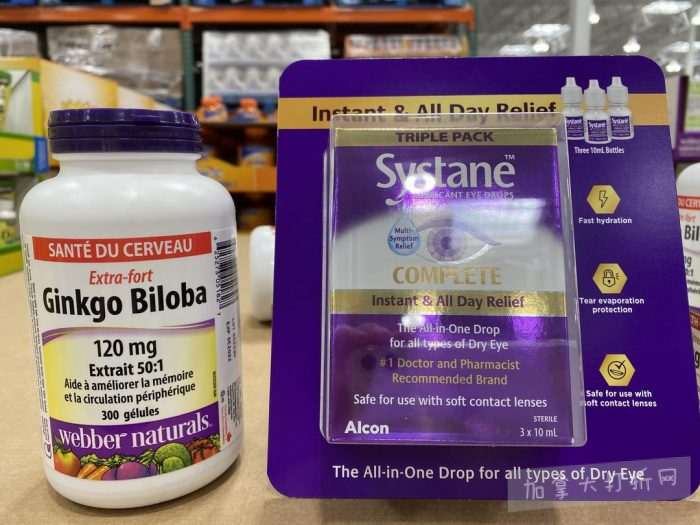 SANTÉ DU CERVEAU
Extra-fort
Ginkgo Biloba
120 mg
Extrait 50:1
Aide à améliorer la mémoire
et la circulation périphérique
300 gélules
webber naturals
Instant & All Day Relief
TRIPLE PACK
Systane™
LUBRICANT EYE DROPS
Multi-
Symptom
Relief
COMPLETE
Instant & All Day Relief
The All-in-One Drop
for all types of Dry Eye
#1 Doctor and Pharmacist
Recommended Brand
Safe for use with soft contact lenses
STERILE
Alcon
3 x 10 mL
Three 10mL Bottles
Fast hydration
Tear evaporation
protection
Safe for use with
soft contact lenses
The All-in-One Drop for all types of Dry Eye
加拿大打折网